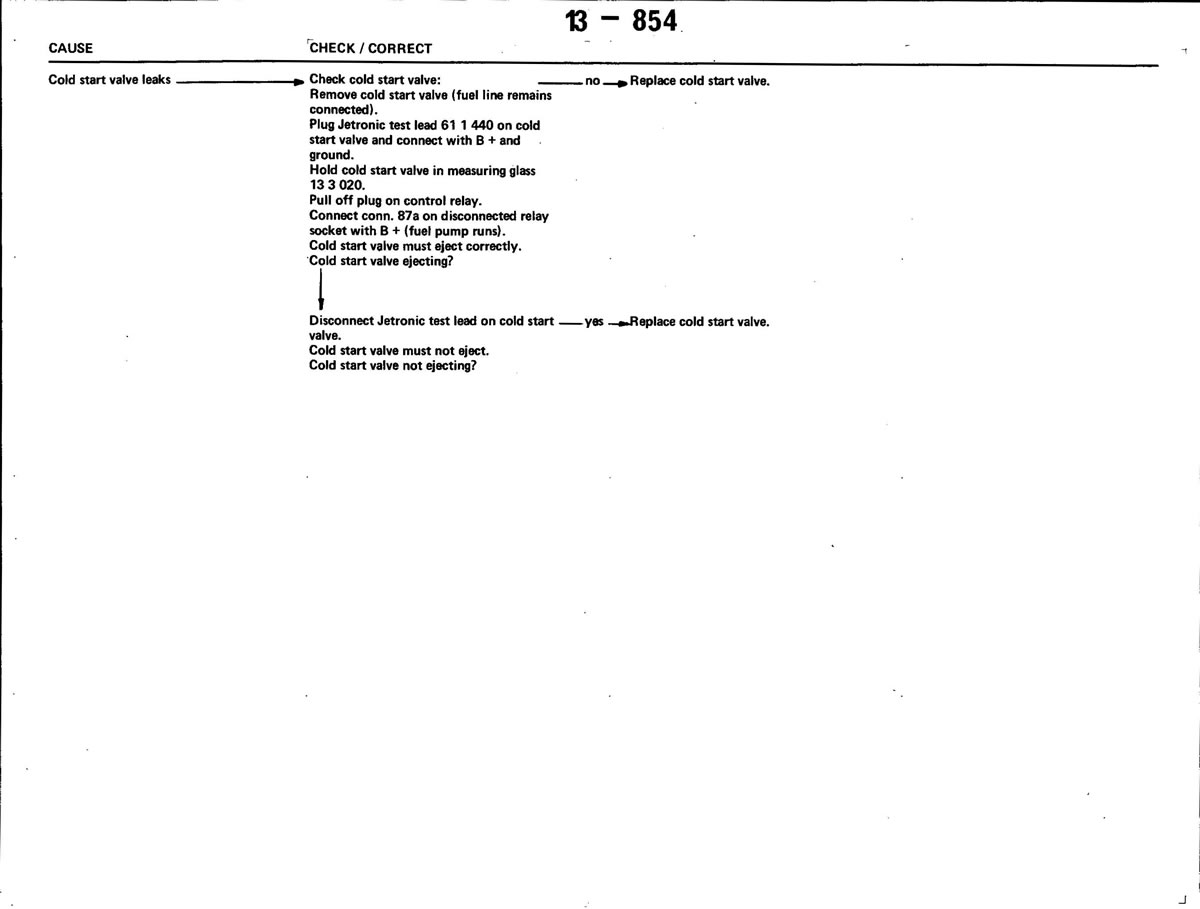 13 – 854
CAUSE CHECK / CORRECT
Cold start valve leaks Check cold start valve: no Replace cold start valve.
Remove cold start valve (fuel line remains
connected).
Plug Jetronic test lead 61 1 440 on cold
start valve and connect with B + and
ground.
Hold cold start valve in measuring glass
13 3 020.
Pull off plug on control relay.
Connect conn. 87a on disconnected relay
socket with B + (fuel pump runs).
Cold start valve must eject correctly.
Cold start valve ejecting?
Disconnect Jetronic test lead on cold start yes Replace cold start valve.
valve.
Cold start valve must not eject.
Cold start valve not ejecting?